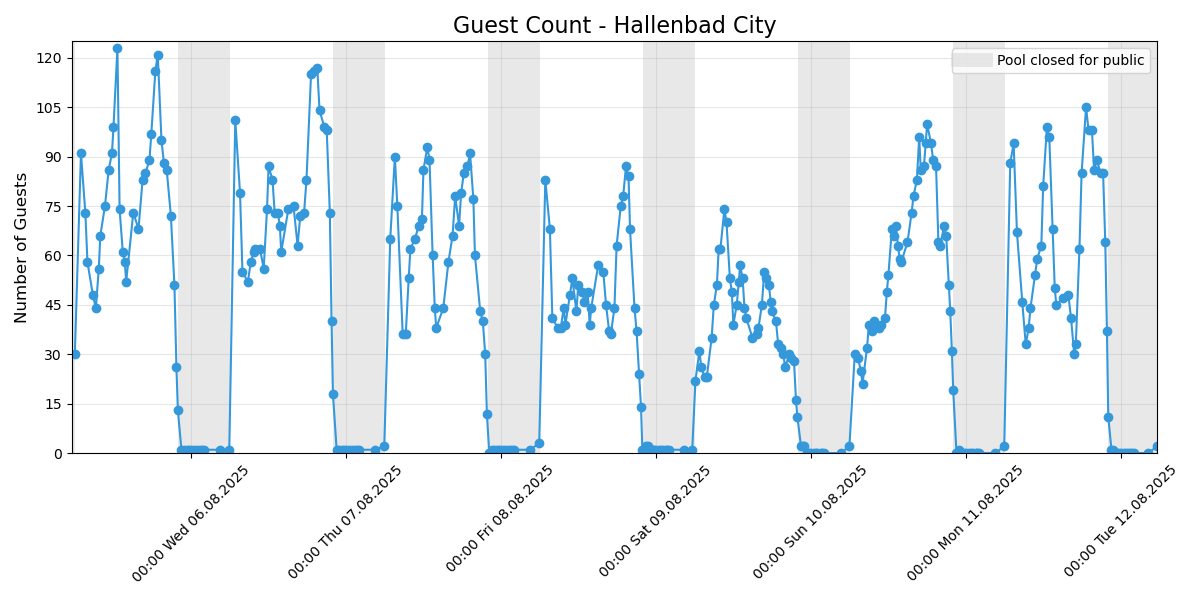 Guest Count - Hallenbad City
Pool closed for public
Number of Guests
120
105
90
75
60
45
30
15
0
00:00 Wed 06.08.2025
00:00 Thu 07.08.2025
00:00 Fri 08.08.2025
00:00 Sat 09.08.2025
00:00 Sun 10.08.2025
00:00 Mon 11.08.2025
00:00 Tue 12.08.2025